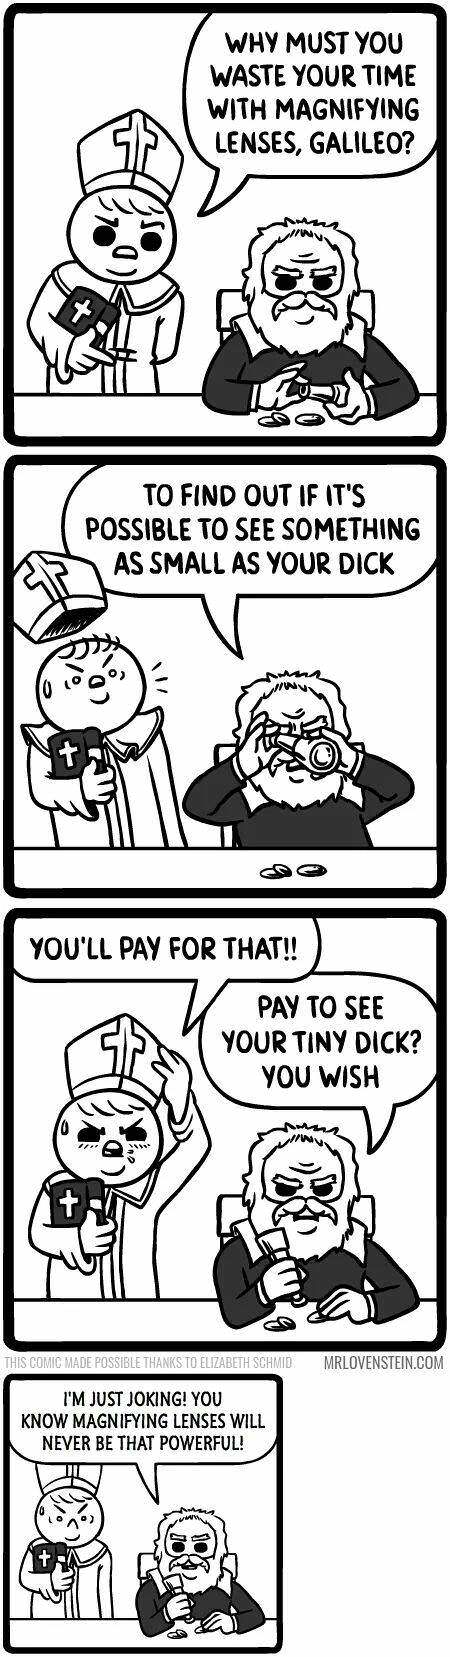 WHY MUST YOU
WASTE YOUR TIME
WITH MAGNIFYING
LENSES, GALILEO?
TO FIND OUT IF IT'S
POSSIBLE TO SEE SOMETHING
AS SMALL AS YOUR DICK
YOU'LL PAY FOR THAT!!
PAY TO SEE
YOUR TINY DICK?
YOU WISH
THIS COMIC MADE POSSIBLE THANKS TO ELIZABETH SCHMID
MRLOVENSTEIN.COM
I'M JUST JOKING! YOU
KNOW MAGNIFYING LENSES WILL
NEVER BE THAT POWERFUL!